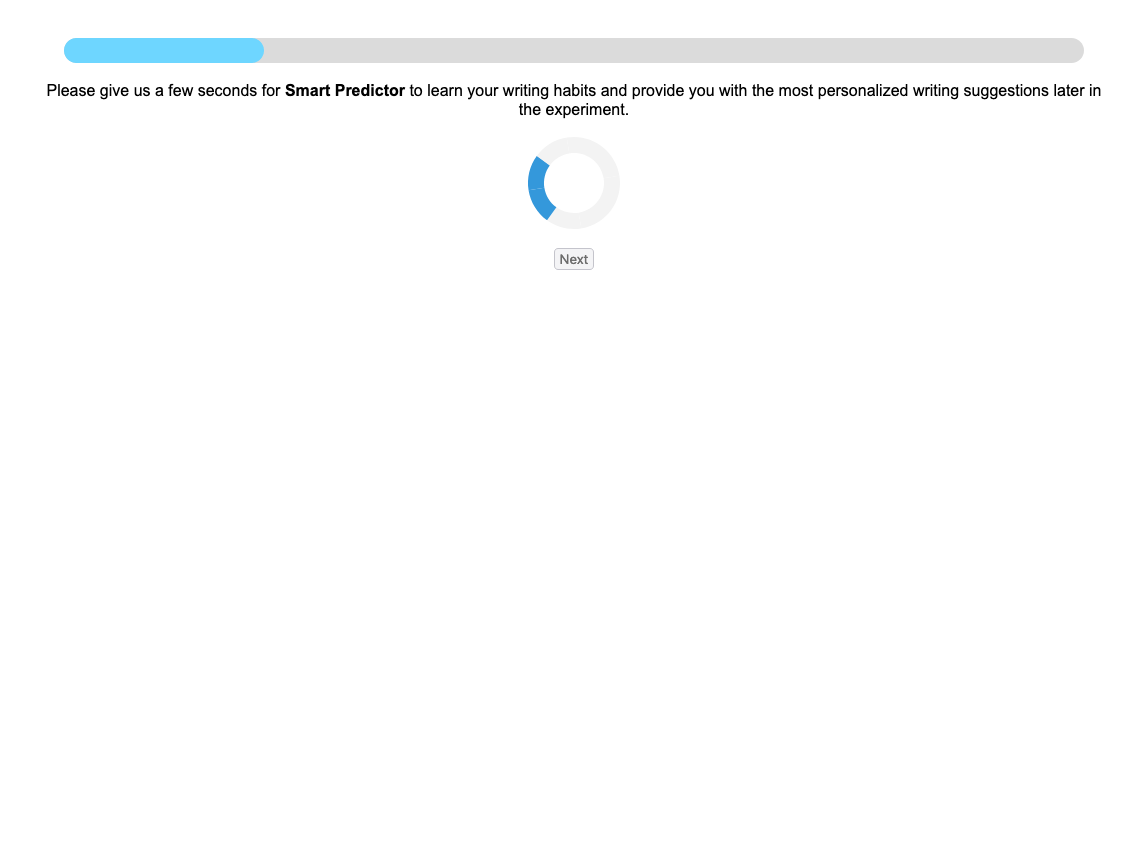 Please give us a few seconds for Smart Predictor to learn your writing habits and provide you with the most personalized writing suggestions later in
the experiment.
Next